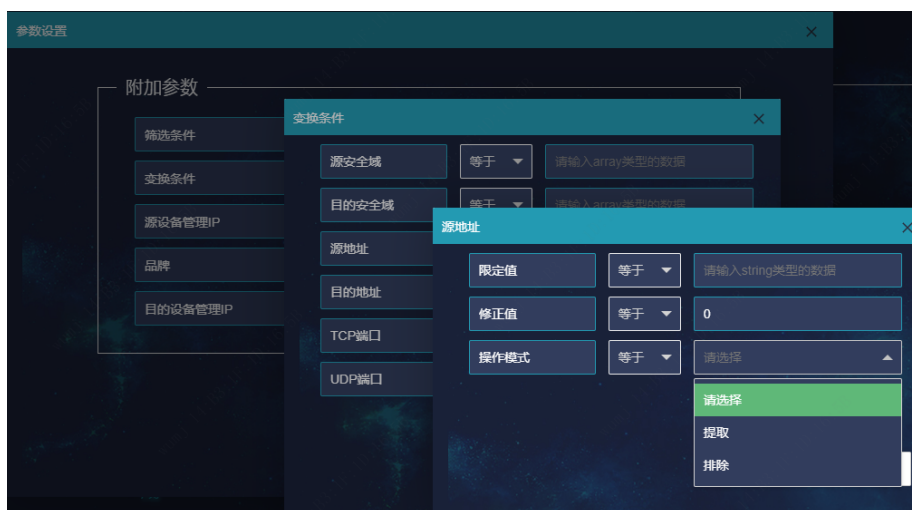 参数设置
附加参数
筛选条件
变换条件
源设备管理IP
品牌
目的设备管理IP
变换条件
源安全域 等于 请输入array类型的数据
目的安全域 等于 请输入array类型的数据
源地址
目的地址
TCP端口
UDP端口
源地址
限定值 等于 请输入string类型的数据
修正值 等于 0
操作模式 等于 请选择
请选择
提取
排除